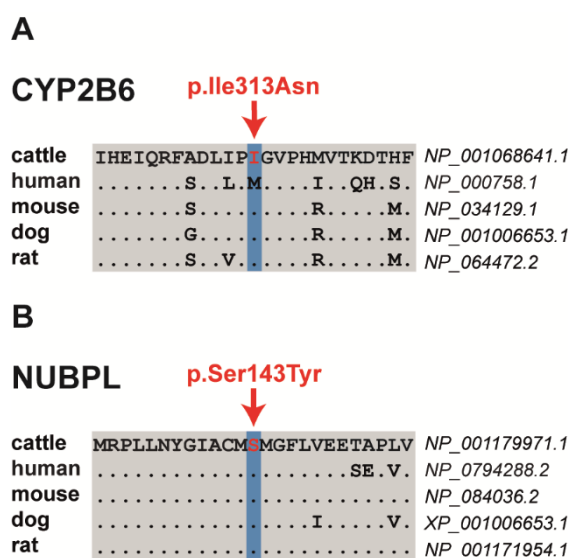 A
CYP2B6
p.Ile313Asn
cattle IHEIQRFADLIPIGVPHMVTKDTHF NP_001068641.1
human .......S..L.M....I..QH.S. NP_000758.1
mouse .......S.........R.....M. NP_034129.1
dog .......G.........R.....M. NP_001006653.1
rat .......S..V......R.....M. NP_064472.2
B
NUBPL
p.Ser143Tyr
cattle MRPLLNYGIACMSMGFLVEETAPLV NP_001179971.1
human ....................SE.V. NP_0794288.2
mouse ......................... NP_084036.2
dog .................I.....V. XP_001006653.1
rat ......................... NP_001171954.1